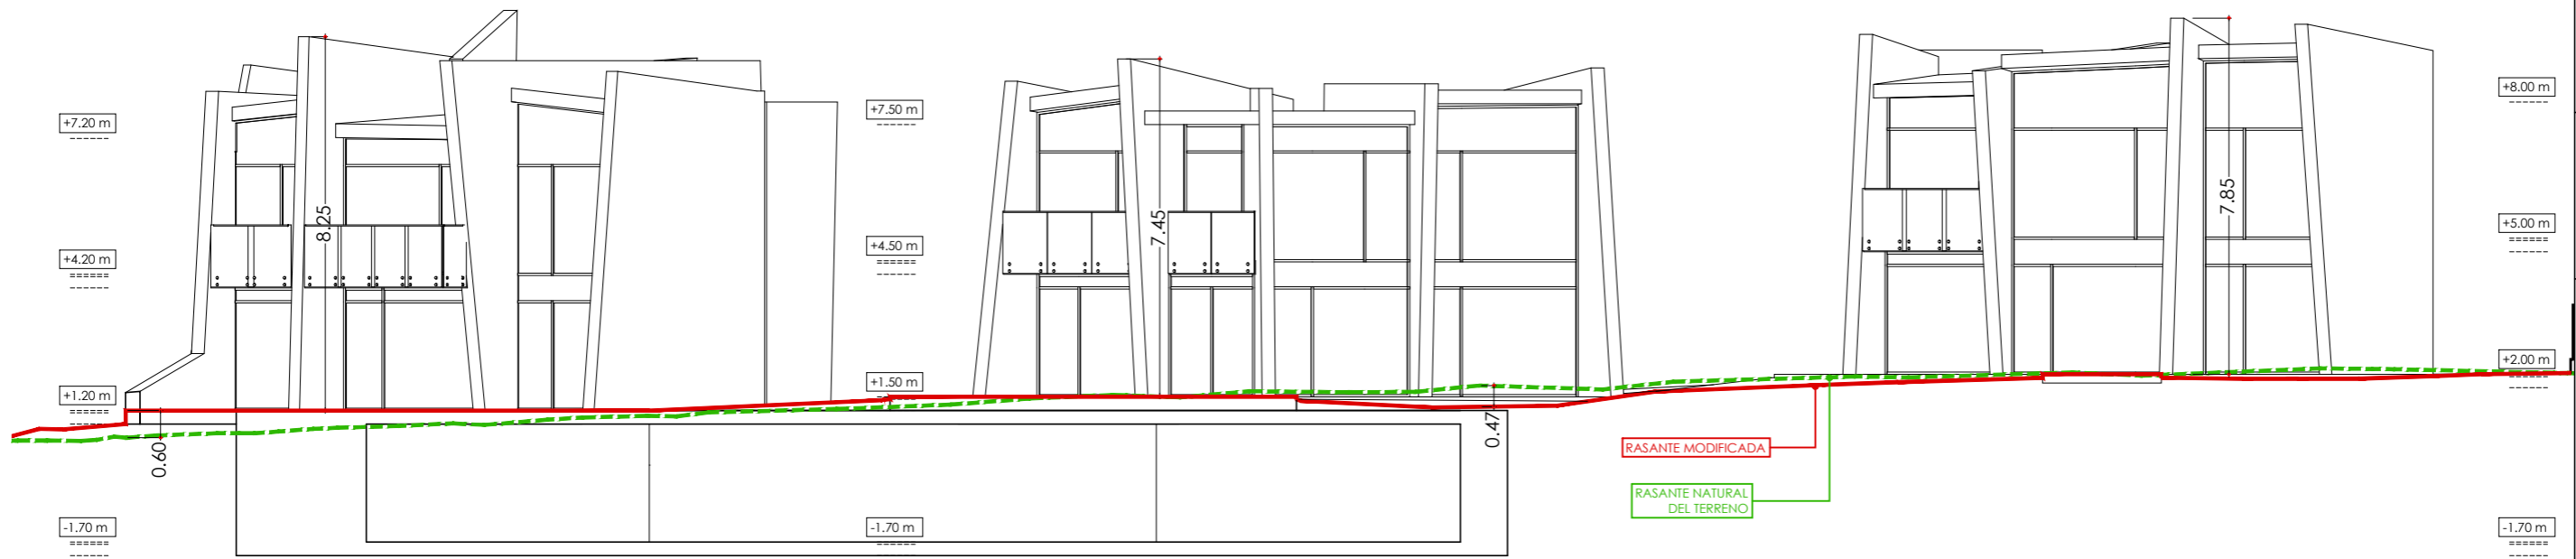 +7.20 m
+4.20 m
+1.20 m
-1.70 m
8.25
0.60
+7.50 m
+4.50 m
+1.50 m
-1.70 m
7.45
0.47
RASANTE MODIFICADA
RASANTE NATURAL
DEL TERRENO
7.85
+8.00 m
+5.00 m
+2.00 m
-1.70 m